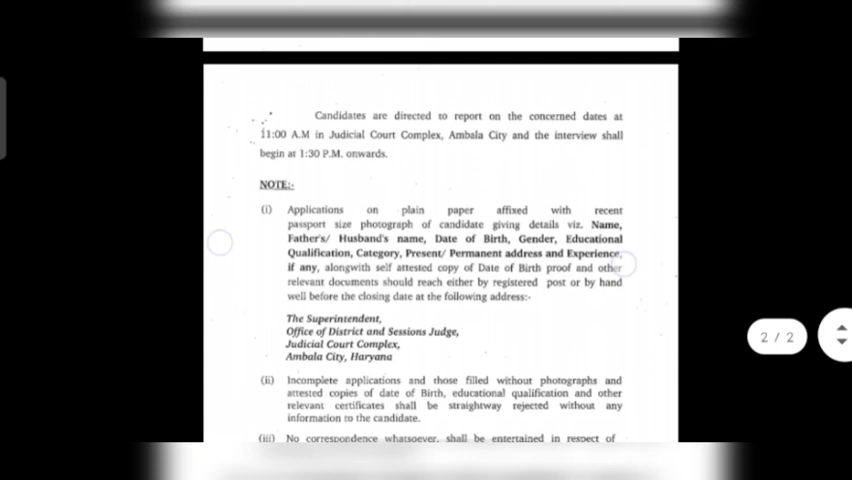 Candidates are directed to report on the concerned dates at
11:00 A.M in Judicial Court Complex, Ambala City and the interview shall
begin at 1:30 P.M. onwards.
NOTE:-
(i) Applications on plain paper affixed with recent
passport size photograph of candidate giving details viz. Name,
Father's/ Husband's name, Date of Birth, Gender, Educational
Qualification, Category, Present/ Permanent address and Experience,
if any, alongwith self attested copy of Date of Birth proof and other
relevant documents should reach either by registered post or by hand
well before the closing date at the following address:-
The Superintendent,
Office of District and Sessions Judge,
Judicial Court Complex,
Ambala City, Haryana
(ii) Incomplete applications and those filled without photographs and
attested copies of date of Birth, educational qualification and other
relevant certificates shall be straightway rejected without any
information to the candidate.
(iii) No correspondence whatsoever, shall be entertained in respect of
2 / 2